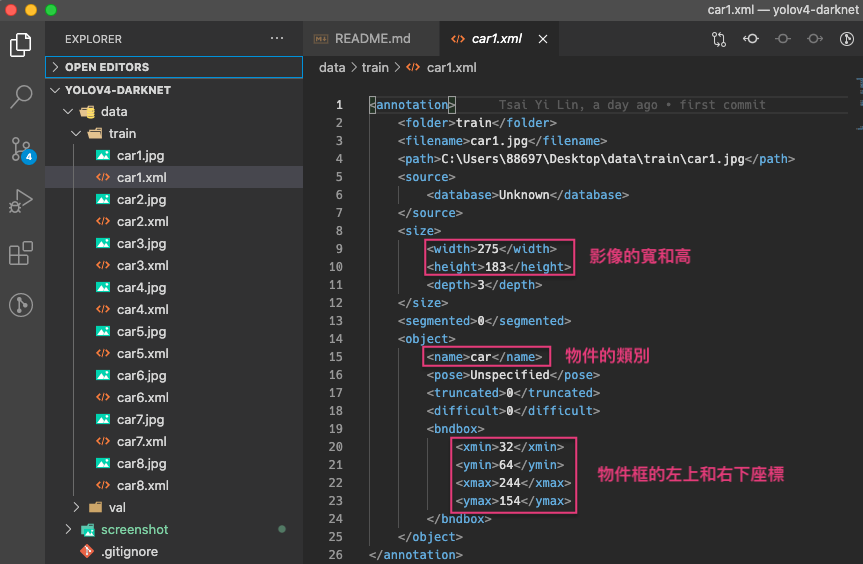 car1.xml — yolov4-darknet
EXPLORER
···
README.md
car1.xml
OPEN EDITORS
data > train > car1.xml
YOLOV4-DARKNET
data
train
car1.jpg
car1.xml
car2.jpg
car2.xml
car3.jpg
car3.xml
car4.jpg
car4.xml
car5.jpg
car5.xml
car6.jpg
car6.xml
car7.jpg
car7.xml
car8.jpg
car8.xml
val
screenshot
.gitignore
4
1 <annotation> Tsai Yi Lin, a day ago • first commit
2 <folder>train</folder>
3 <filename>car1.jpg</filename>
4 <path>C:\Users\88697\Desktop\data\train\car1.jpg</path>
5 <source>
6 <database>Unknown</database>
7 </source>
8 <size>
9 <width>275</width>
10 <height>183</height>
影像的寬和高
11 <depth>3</depth>
12 </size>
13 <segmented>0</segmented>
14 <object>
15 <name>car</name> 物件的類別
16 <pose>Unspecified</pose>
17 <truncated>0</truncated>
18 <difficult>0</difficult>
19 <bndbox>
20 <xmin>32</xmin>
21 <ymin>64</ymin>
物件框的左上和右下座標
22 <xmax>244</xmax>
23 <ymax>154</ymax>
24 </bndbox>
25 </object>
26 </annotation>